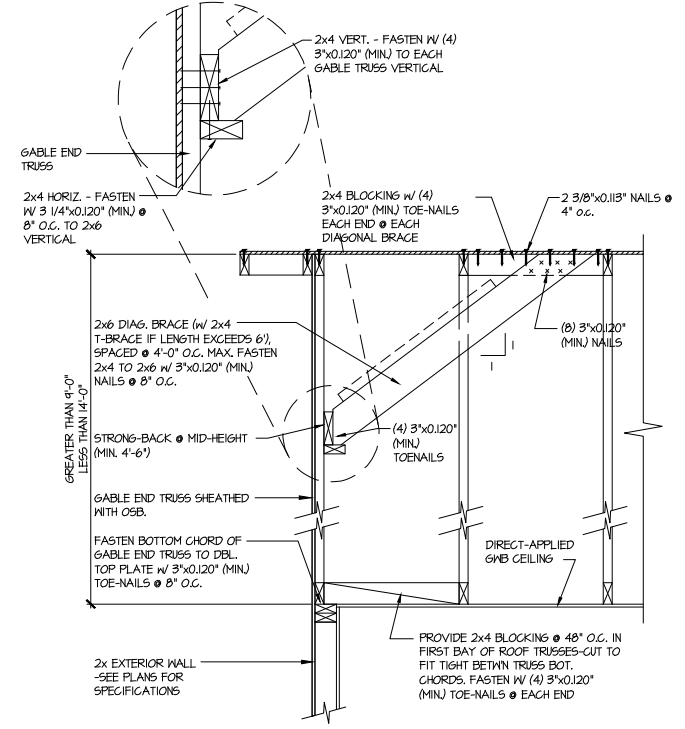 2x4 VERT. - FASTEN W/ (4)
3"x0.120" (MIN.) TO EACH
GABLE TRUSS VERTICAL
GABLE END
TRUSS
2x4 HORIZ. - FASTEN
W/ 3 1/4"x0.120" (MIN.) @
8" O.C. TO 2x6
VERTICAL
2x4 BLOCKING W/ (4)
3"x0.120" (MIN.) TOE-NAILS
EACH END @ EACH
DIAGONAL BRACE
2 3/8"x0.113" NAILS @
4" o.c.
2x6 DIAG. BRACE (w/ 2x4
T-BRACE IF LENGTH EXCEEDS 6'),
SPACED @ 4'-0" O.C. MAX. FASTEN
2x4 TO 2x6 w/ 3"x0.120" (MIN.)
NAILS @ 8" O.C.
(8) 3"x0.120"
(MIN.) NAILS
1
1
GREATER THAN 9'-0"
LESS THAN 14'-0"
STRONG-BACK @ MID-HEIGHT
(MIN. 4'-6")
(4) 3"x0.120"
(MIN.)
TOENAILS
GABLE END TRUSS SHEATHED
WITH OSB.
FASTEN BOTTOM CHORD OF
GABLE END TRUSS TO DBL.
TOP PLATE W/ 3"x0.120" (MIN.)
TOE-NAILS @ 8" O.C.
DIRECT-APPLIED
GWB CEILING
PROVIDE 2x4 BLOCKING @ 48" O.C. IN
FIRST BAY OF ROOF TRUSSES-CUT TO
FIT TIGHT BETW'N TRUSS BOT.
CHORDS. FASTEN W/ (4) 3"x0.120"
(MIN.) TOE-NAILS @ EACH END
2x EXTERIOR WALL
-SEE PLANS FOR
SPECIFICATIONS